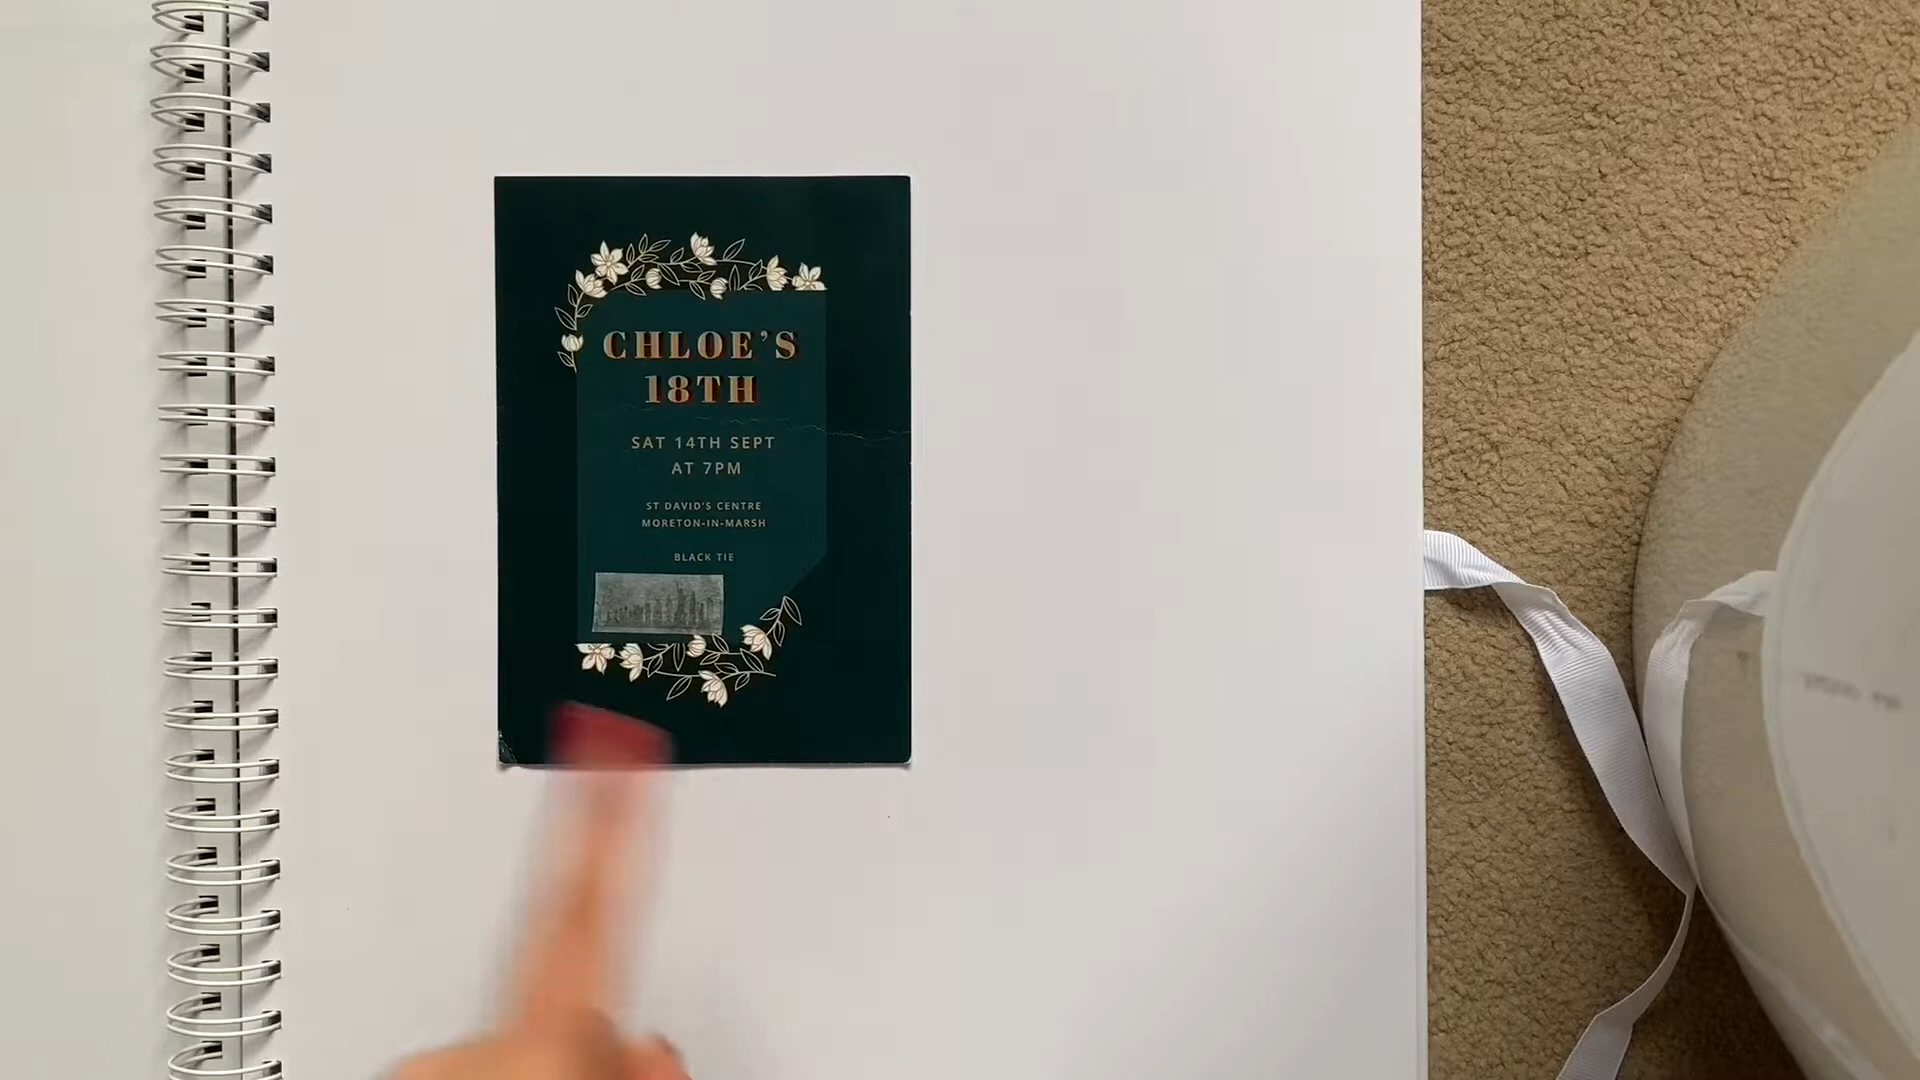 CHLOE'S
18TH
SAT 14TH SEPT
AT 7PM
ST DAVID'S CENTRE
MORETON-IN-MARSH
BLACK TIE